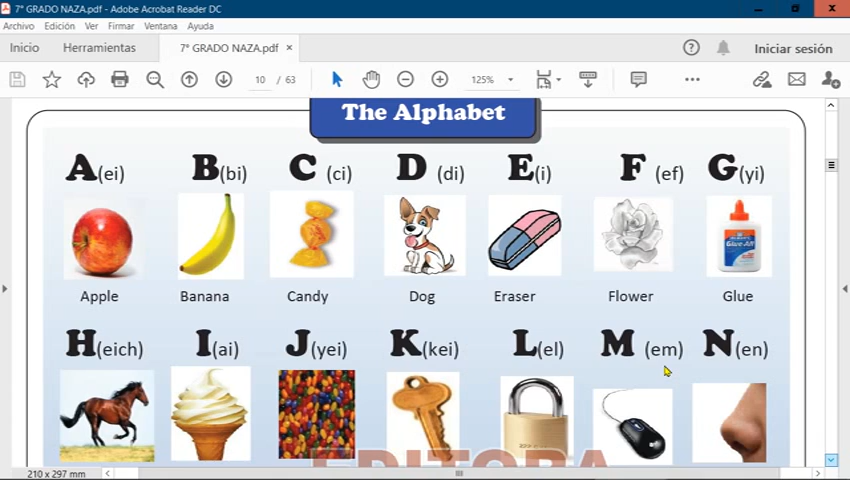 7° GRADO NAZA.pdf - Adobe Acrobat Reader DC
Archivo Edición Ver Firmar Ventana Ayuda
Inicio Herramientas 7° GRADO NAZA.pdf × Iniciar sesión
10 / 63 125%
The Alphabet
A(ei) B(bi) C (ci) D (di) E(i) F (ef) G(yi)
Apple Banana Candy Dog Eraser Flower Glue
H(eich) I(ai) J(yei) K(kei) L(el) M (em) N(en)
EDITORA
210 x 297 mm